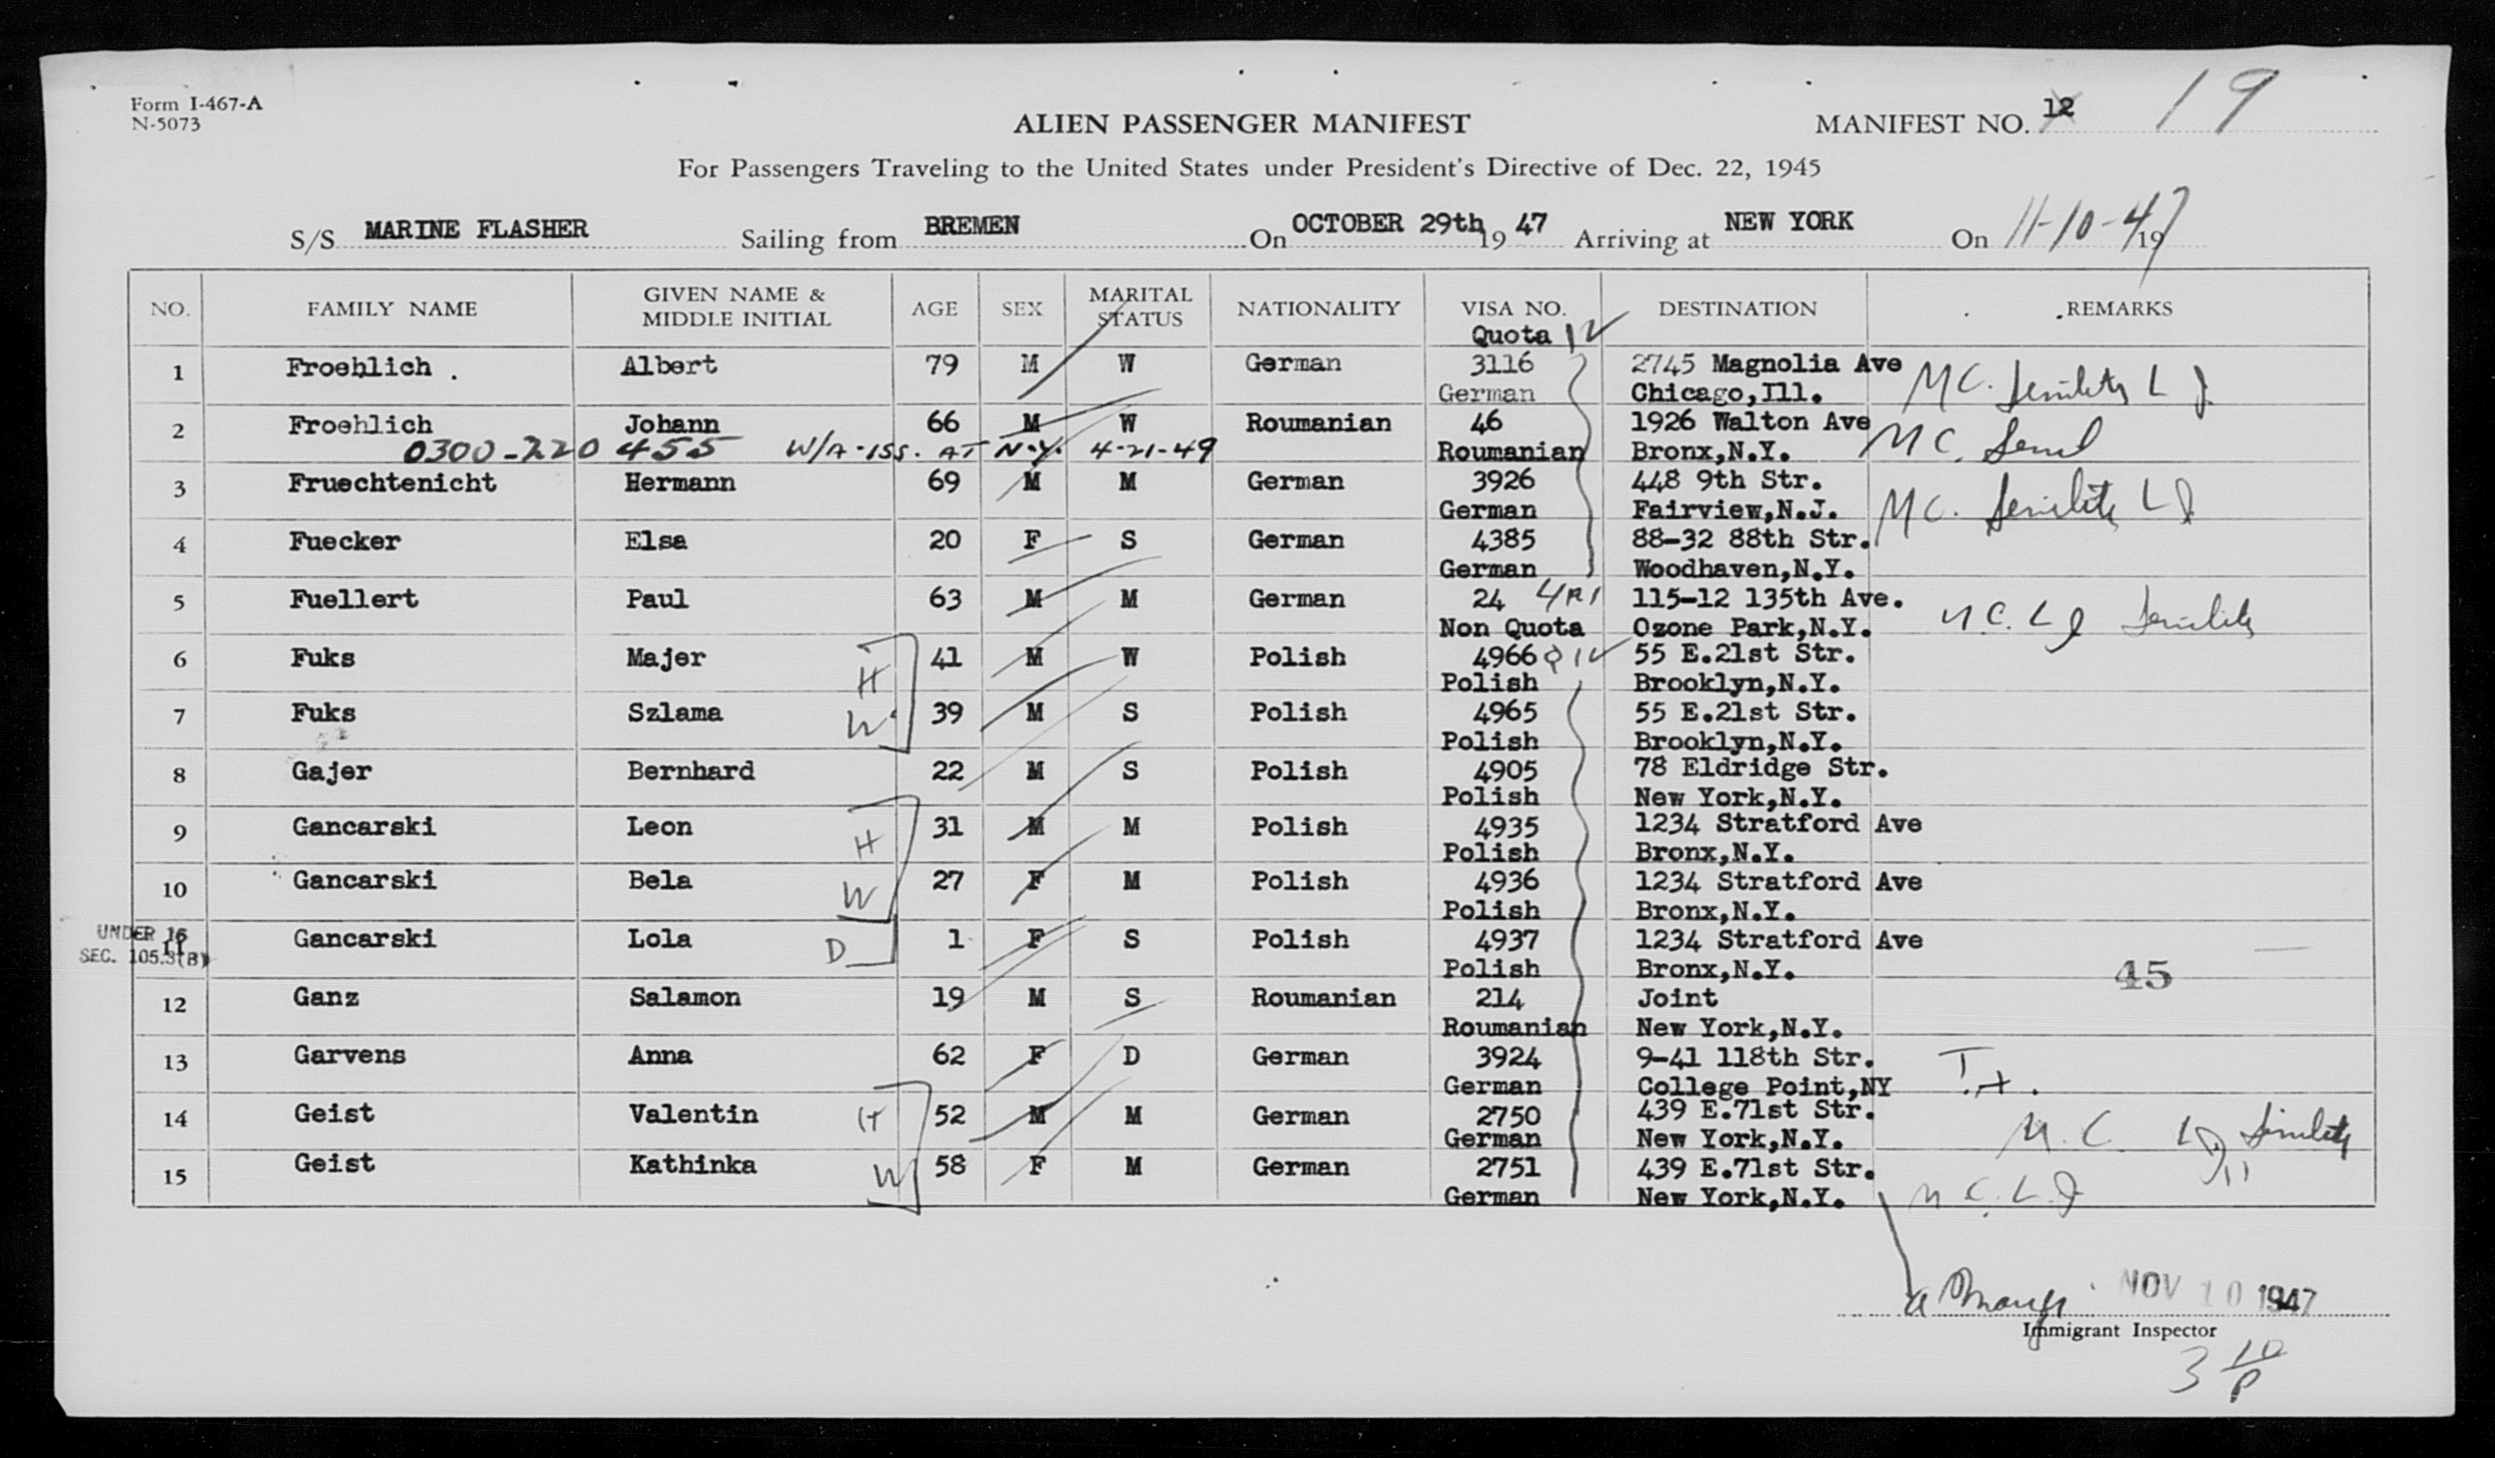 Form I-467-A
N-5073
ALIEN PASSENGER MANIFEST
MANIFEST NO. 12 19
For Passengers Traveling to the United States under President's Directive of Dec. 22, 1945
S/S MARINE FLASHER Sailing from BREMEN On OCTOBER 29th 19 47 Arriving at NEW YORK On 11-10-47 19
NO. FAMILY NAME GIVEN NAME & MIDDLE INITIAL AGE SEX MARITAL STATUS NATIONALITY VISA NO. DESTINATION REMARKS
Quota
1 Froehlich Albert 79 M W German 3116 2745 Magnolia Ave
German Chicago,Ill. MC. Senility L
2 Froehlich Johann 66 M W Roumanian 46 1926 Walton Ave
0300-220 455 W/A-ISS. AT N.Y. 4-21-49 Roumanian Bronx,N.Y. MC. Senil
3 Fruechtenicht Hermann 69 M M German 3926 448 9th Str.
German Fairview,N.J. MC. Senility L
4 Fuecker Elsa 20 F S German 4385 88-32 88th Str.
German Woodhaven,N.Y.
5 Fuellert Paul 63 M M German 24 115-12 135th Ave.
Non Quota Ozone Park,N.Y. M.C. L Senility
6 Fuks Majer H 41 M W Polish 4966 55 E.21st Str.
Polish Brooklyn,N.Y.
7 Fuks Szlama W 39 M S Polish 4965 55 E.21st Str.
Polish Brooklyn,N.Y.
8 Gajer Bernhard 22 M S Polish 4905 78 Eldridge Str.
Polish New York,N.Y.
9 Gancarski Leon H 31 M M Polish 4935 1234 Stratford Ave
Polish Bronx,N.Y.
10 Gancarski Bela W 27 F M Polish 4936 1234 Stratford Ave
Polish Bronx,N.Y.
UNDER 16
SEC. 105.3(B)
11 Gancarski Lola D 1 F S Polish 4937 1234 Stratford Ave
Polish Bronx,N.Y. 45
12 Ganz Salamon 19 M S Roumanian 214 Joint
Roumanian New York,N.Y.
13 Garvens Anna 62 F D German 3924 9-41 118th Str.
German College Point,NY
14 Geist Valentin H 52 M M German 2750 439 E.71st Str.
German New York,N.Y. M.C. Senility
15 Geist Kathinka W 58 F M German 2751 439 E.71st Str.
German New York,N.Y. M.C.L.
NOV 10 1947
Immigrant Inspector